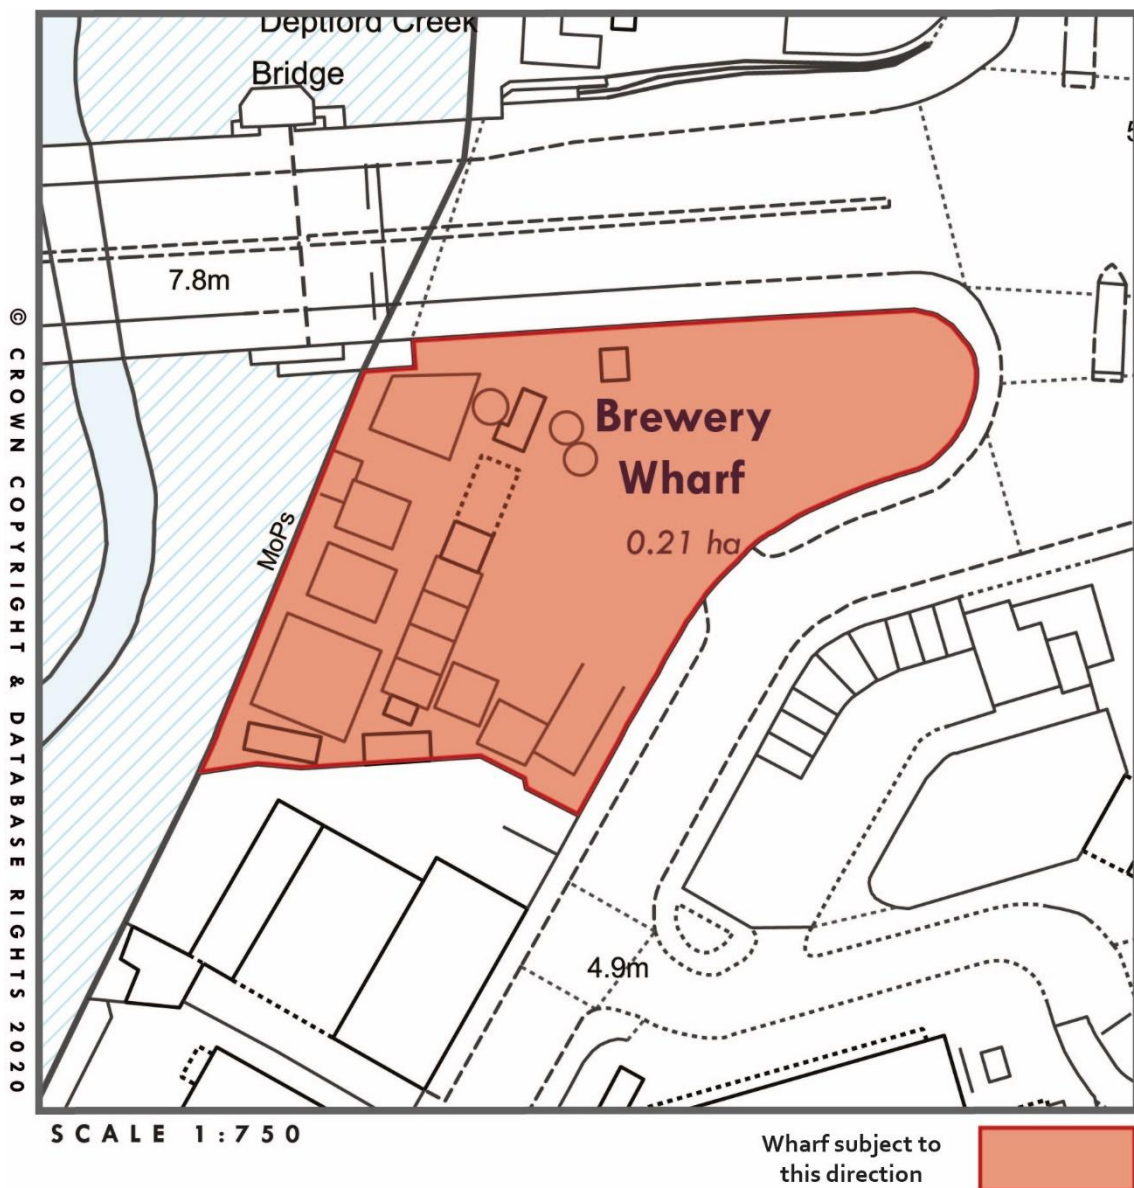 Deptford Creek
Bridge
7.8m
MoPs
Brewery
Wharf
0.21 ha
4.9m
© CROWN COPYRIGHT & DATABASE RIGHTS 2020
SCALE 1:750
Wharf subject to
this direction